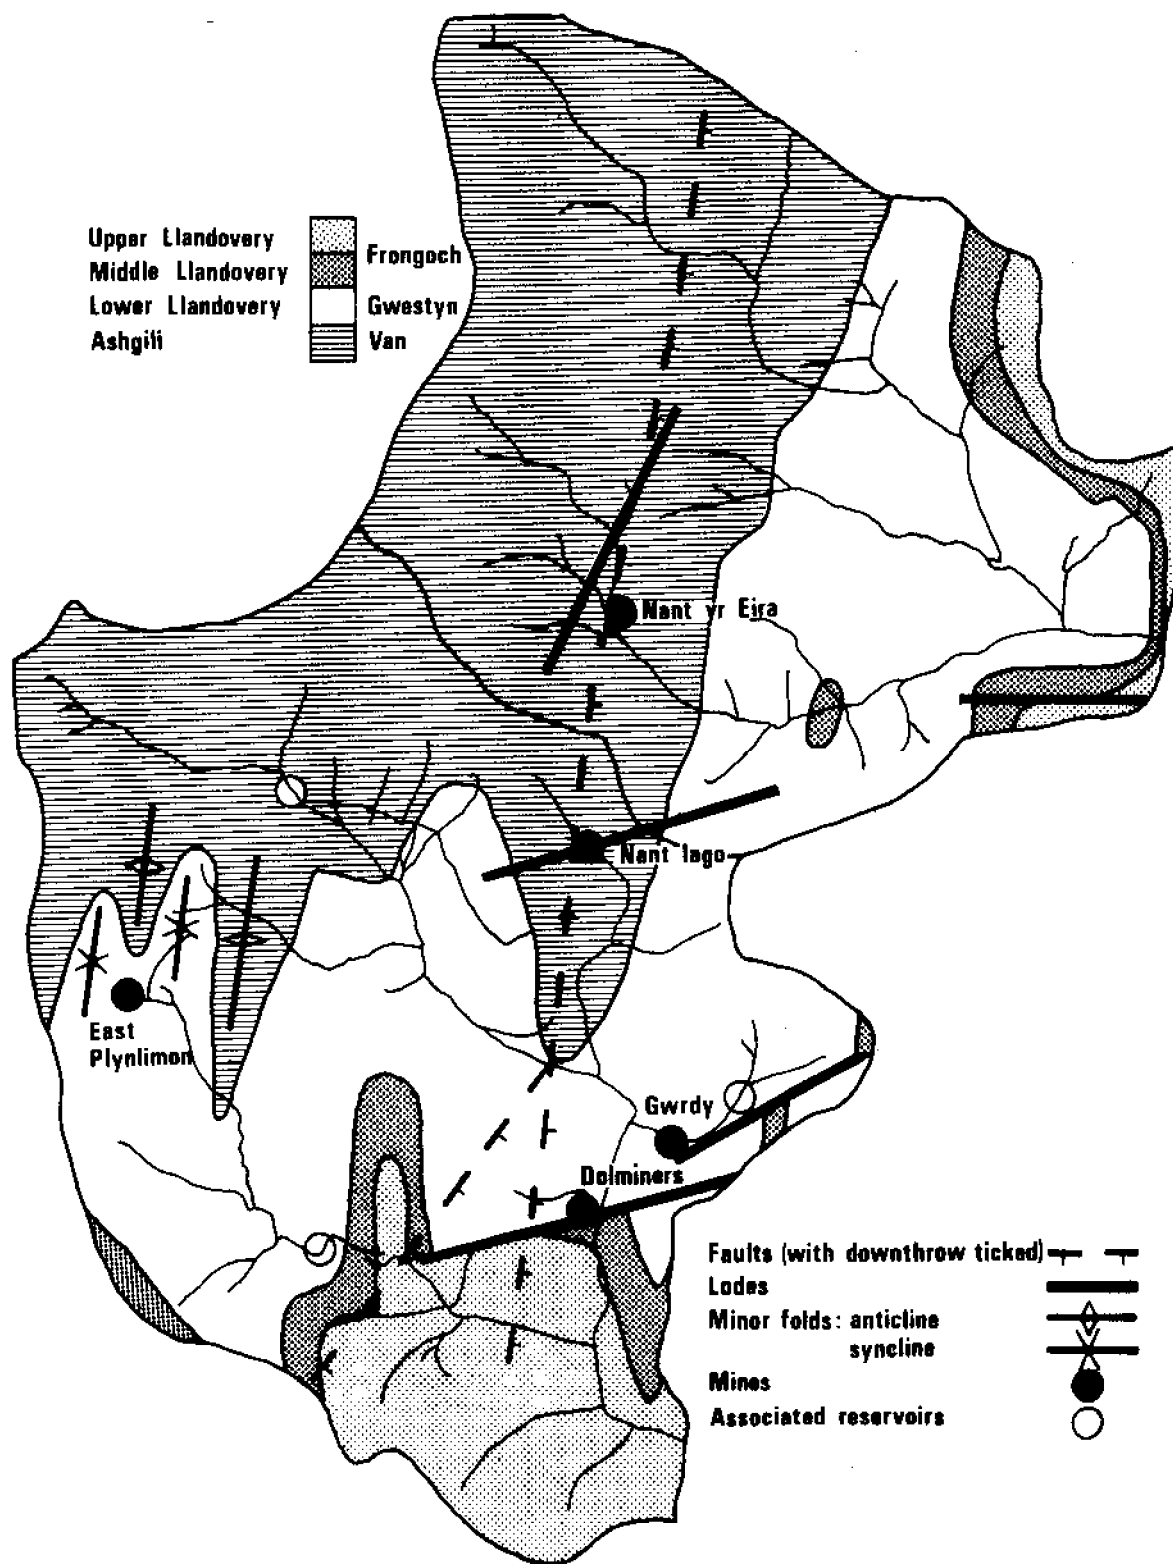 Upper Llandovery
Middle Llandovery
Lower Llandovery
Ashgili
Frongoch
Gwestyn
Van
Nant yr Eira
Nant Iago
East
Plynlimon
Gwrdy
Dolminers
Faults (with downthrow ticked)
Lodes
Minor folds: anticline
syncline
Mines
Associated reservoirs